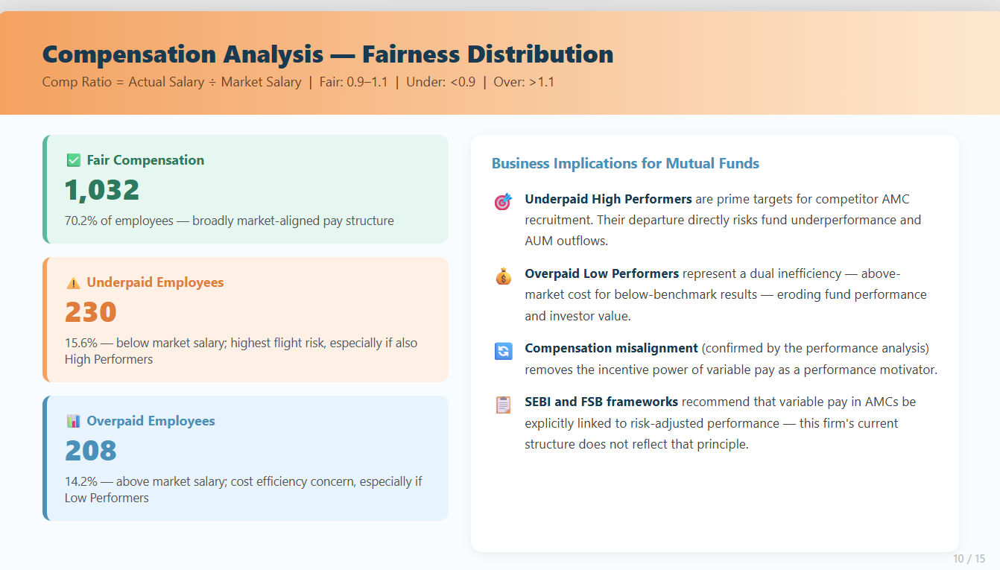 Compensation Analysis — Fairness Distribution
Comp Ratio = Actual Salary ÷ Market Salary | Fair: 0.9–1.1 | Under: <0.9 | Over: >1.1
Fair Compensation
1,032
70.2% of employees — broadly market-aligned pay structure
Underpaid Employees
230
15.6% — below market salary; highest flight risk, especially if also
High Performers
Overpaid Employees
208
14.2% — above market salary; cost efficiency concern, especially if
Low Performers
Business Implications for Mutual Funds
Underpaid High Performers are prime targets for competitor AMC
recruitment. Their departure directly risks fund underperformance and
AUM outflows.
Overpaid Low Performers represent a dual inefficiency — above-
market cost for below-benchmark results — eroding fund performance
and investor value.
Compensation misalignment (confirmed by the performance analysis)
removes the incentive power of variable pay as a performance motivator.
SEBI and FSB frameworks recommend that variable pay in AMCs be
explicitly linked to risk-adjusted performance — this firm's current
structure does not reflect that principle.
10 / 15